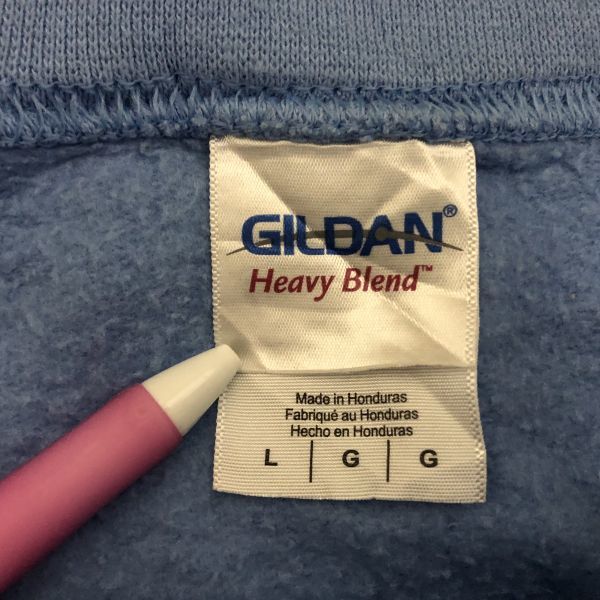 GILDAN®
Heavy Blend™
Made in Honduras
Fabriqué au Honduras
Hecho en Honduras
L | G | G